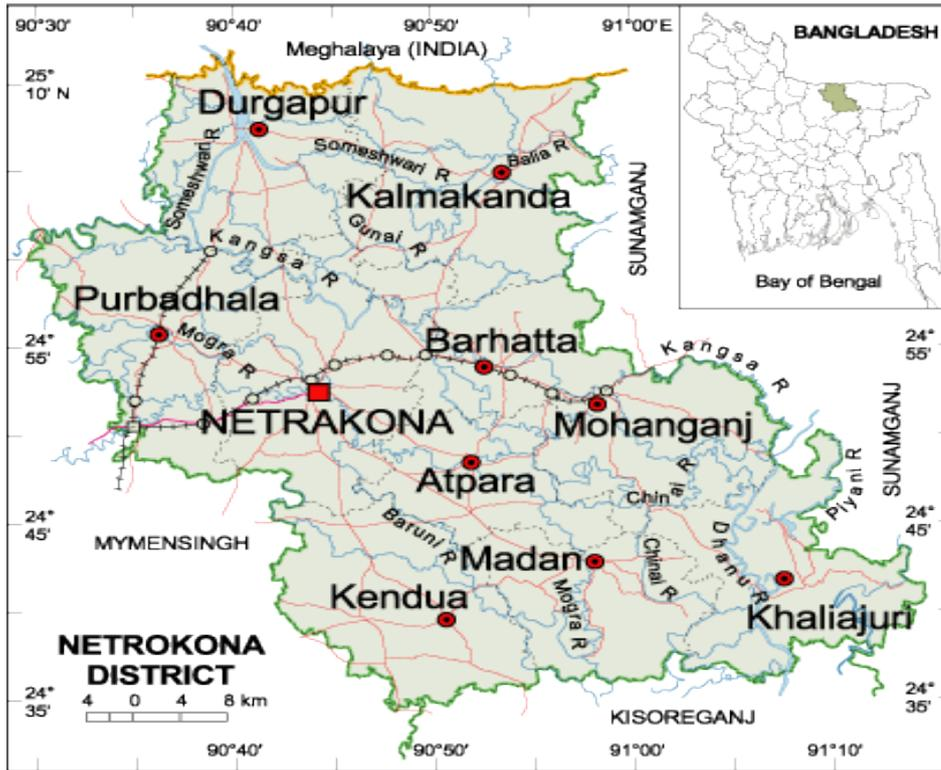 90°30'
90°40'
90°50'
91°00'E
Meghalaya (INDIA)
BANGLADESH
25°
10' N
Durgapur
Someshwari R
Someshwari R
Balia R
Kalmakanda
SUNAMGANJ
Gunai R
Kangsa R
Bay of Bengal
Purbadhala
24°
55'
Mogra R
Barhatta
Kangsa R
24°
55'
NETRAKONA
Mohanganj
SUNAMGANJ
Atpara
Chinai R
Piyani R
24°
45'
24°
45'
MYMENSINGH
Baruni R
Madan
Chinai R
Dhanu R
Mogra R
Kendua
Khaliajuri
NETROKONA
DISTRICT
4 0 4 8 km
24°
35'
24°
35'
KISOREGANJ
90°40'
90°50'
91°00'
91°10'